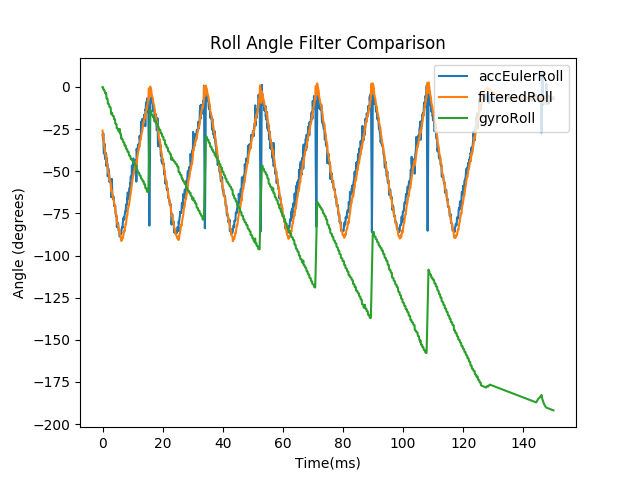 Roll Angle Filter Comparison
accEulerRoll
filteredRoll
gyroRoll
Angle (degrees)
0
−25
−50
−75
−100
−125
−150
−175
−200
0 20 40 60 80 100 120 140
Time(ms)